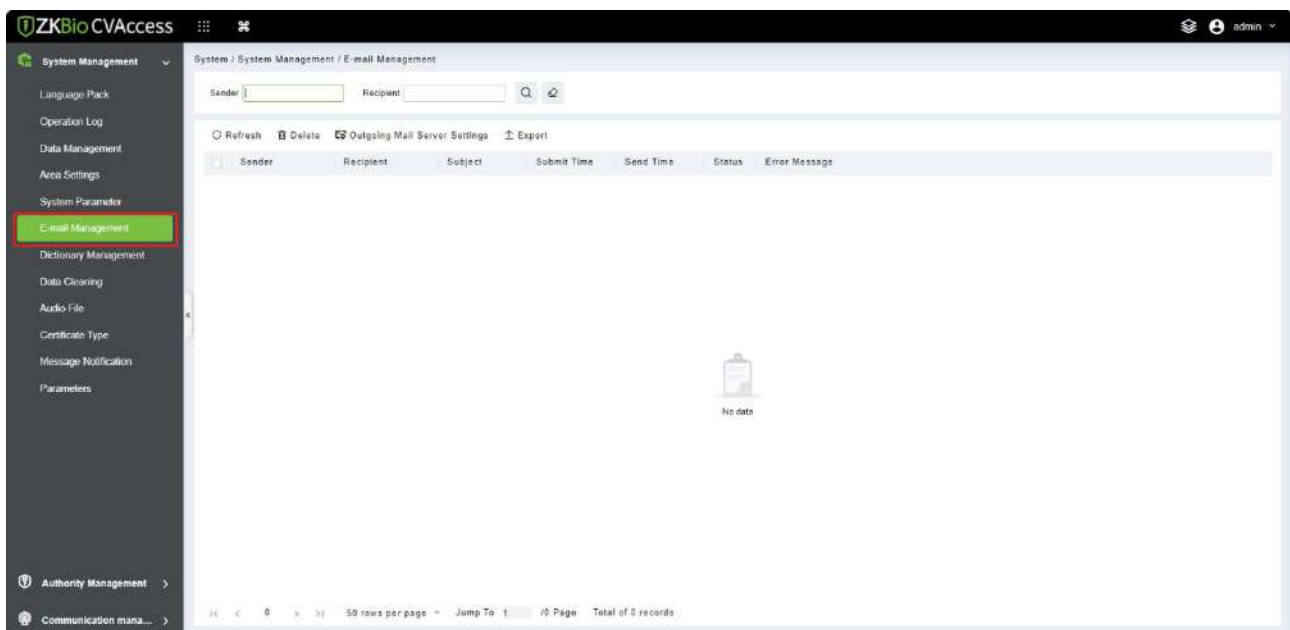 ZKBio CVAccess
admin
System Management
Language Pack
Operation Log
Data Management
Area Settings
System Parameter
E-mail Management
Dictionary Management
Data Cleaning
Audio File
Certificate Type
Message Notification
Parameters
Authority Management
Communication mana...
System / System Management / E-mail Management
Sender Recipient
Refresh Delete Outgoing Mail Server Settings Export
Sender Recipient Subject Submit Time Send Time Status Error Message
No data
|< < 0 > >| 50 rows per page Jump To 1 /0 Page Total of 0 records